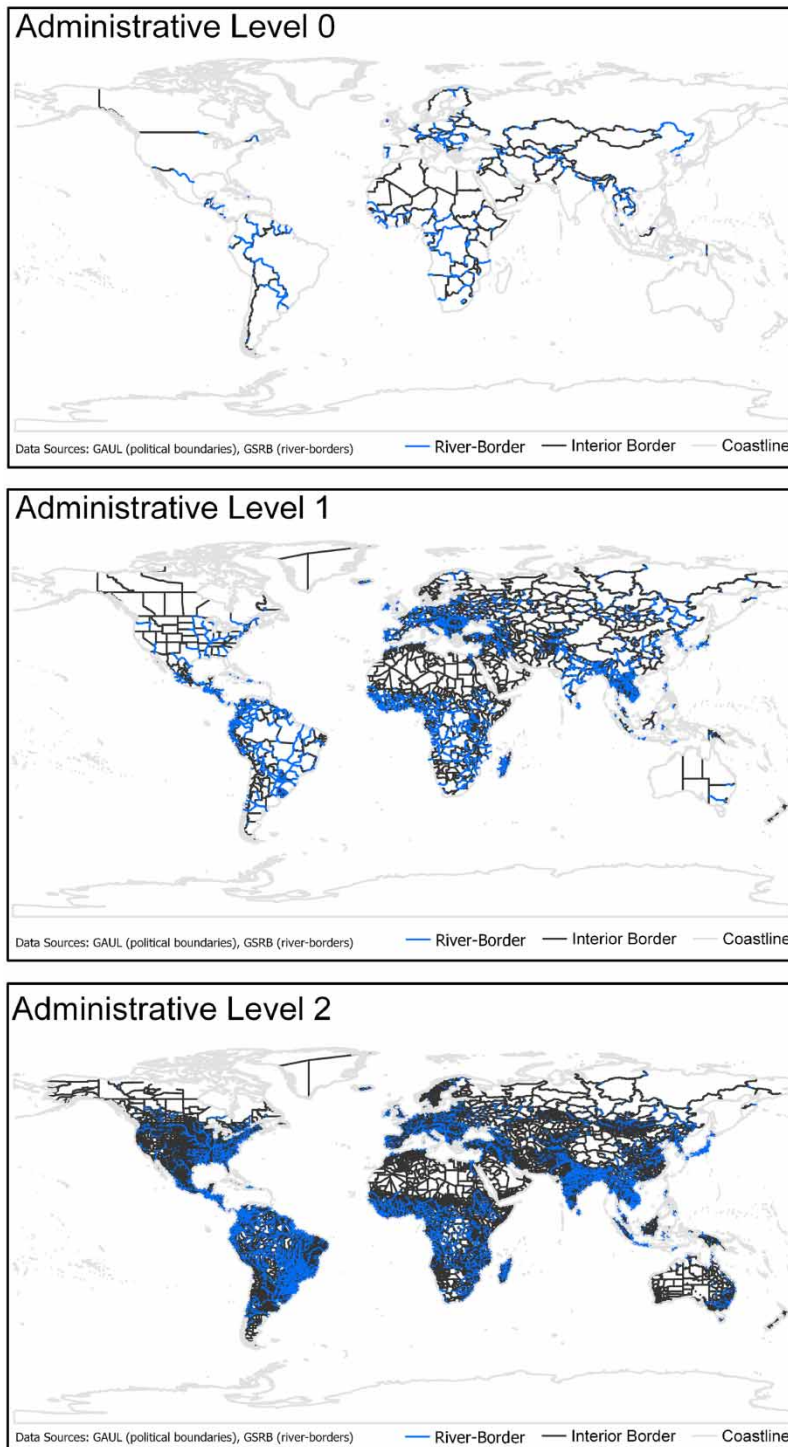 Administrative Level 0
Data Sources: GAUL (political boundaries), GSRB (river-borders) River-Border Interior Border Coastline
Administrative Level 1
Data Sources: GAUL (political boundaries), GSRB (river-borders) River-Border Interior Border Coastline
Administrative Level 2
Data Sources: GAUL (political boundaries), GSRB (river-borders) River-Border Interior Border Coastline